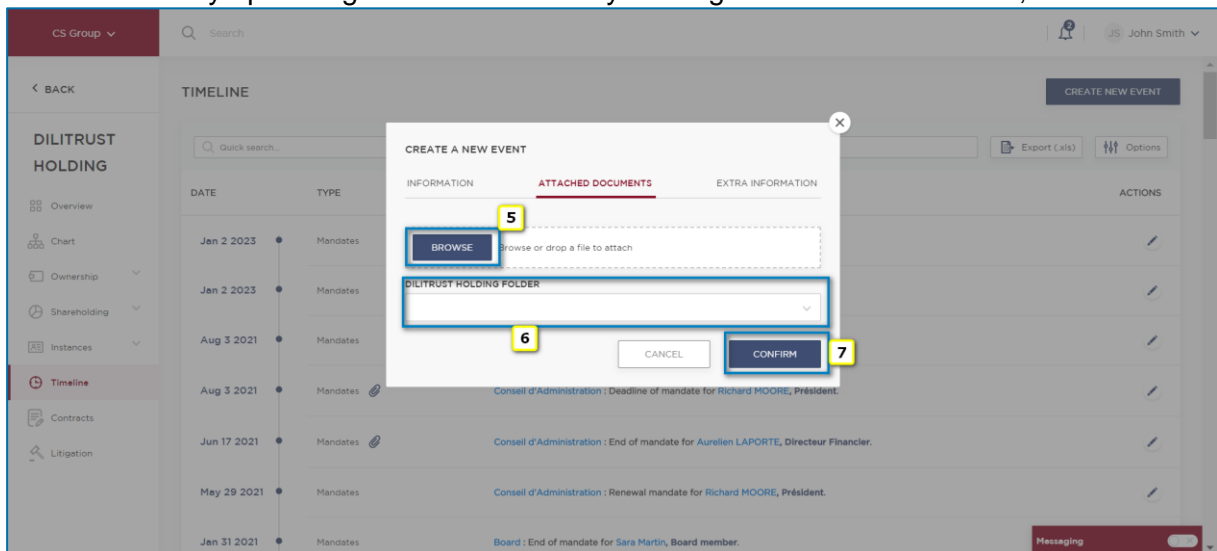 CS Group
Search
2
JS John Smith
BACK
TIMELINE
CREATE NEW EVENT
DILITRUST HOLDING
Quick search...
Export (.xls)
Options
DATE TYPE ACTIONS
Overview
Chart
Ownership
Shareholding
Instances
Timeline
Contracts
Litigation
CREATE A NEW EVENT
INFORMATION ATTACHED DOCUMENTS EXTRA INFORMATION
5
BROWSE Browse or drop a file to attach
DILITRUST HOLDING FOLDER
6
CANCEL CONFIRM 7
Jan 2 2023 Mandates
Jan 2 2023 Mandates
Aug 3 2021 Mandates
Aug 3 2021 Mandates Conseil d'Administration : Deadline of mandate for Richard MOORE, Président.
Jun 17 2021 Mandates Conseil d'Administration : End of mandate for Aurelien LAPORTE, Directeur Financier.
May 29 2021 Mandates Conseil d'Administration : Renewal mandate for Richard MOORE, Président.
Jan 31 2021 Mandates Board : End of mandate for Sara Martin, Board member.
Messaging